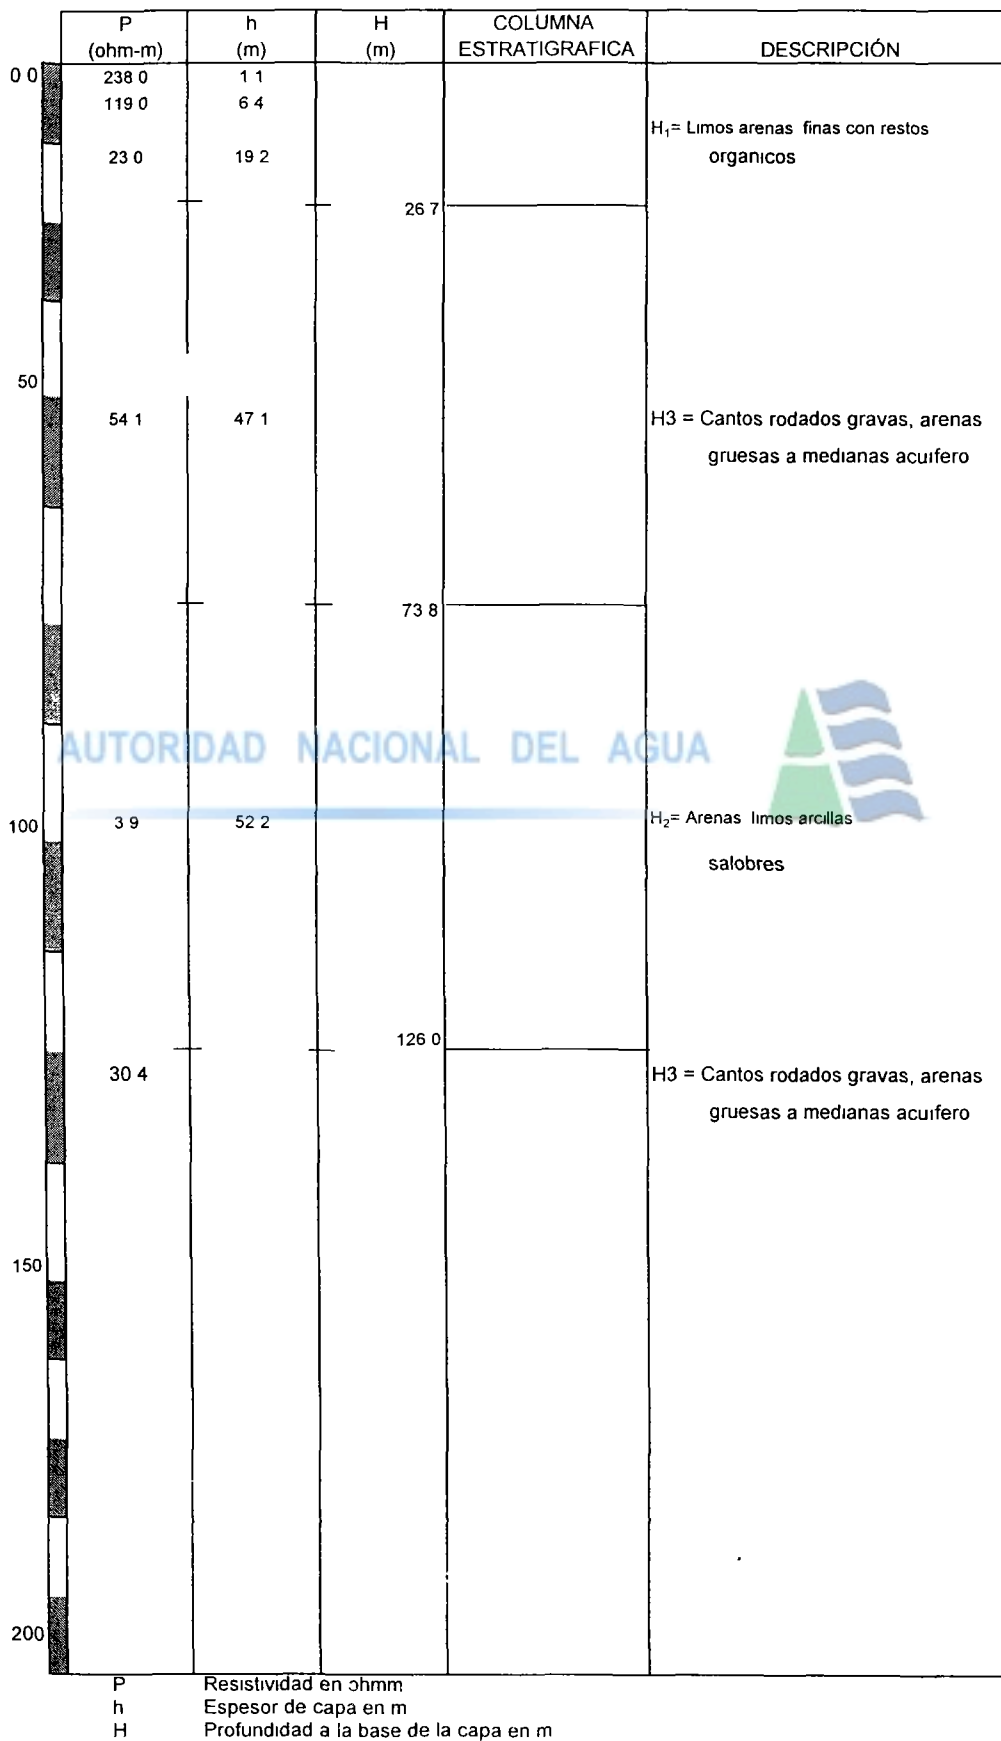 P h H COLUMNA
(ohm-m) (m) (m) ESTRATIGRAFICA DESCRIPCIÓN
0 0 238 0 1 1
119 0 6 4
H₁= Limos arenas finas con restos
23 0 19 2 organicos
26 7
50
54 1 47 1 H3 = Cantos rodados gravas, arenas
gruesas a medianas acuifero
73 8
AUTORIDAD NACIONAL DEL AGUA
100 3 9 52 2 H₂= Arenas limos arcillas
salobres
126 0
30 4 H3 = Cantos rodados gravas, arenas
gruesas a medianas acuifero
150
200
P Resistividad en ohmm
h Espesor de capa en m
H Profundidad a la base de la capa en m